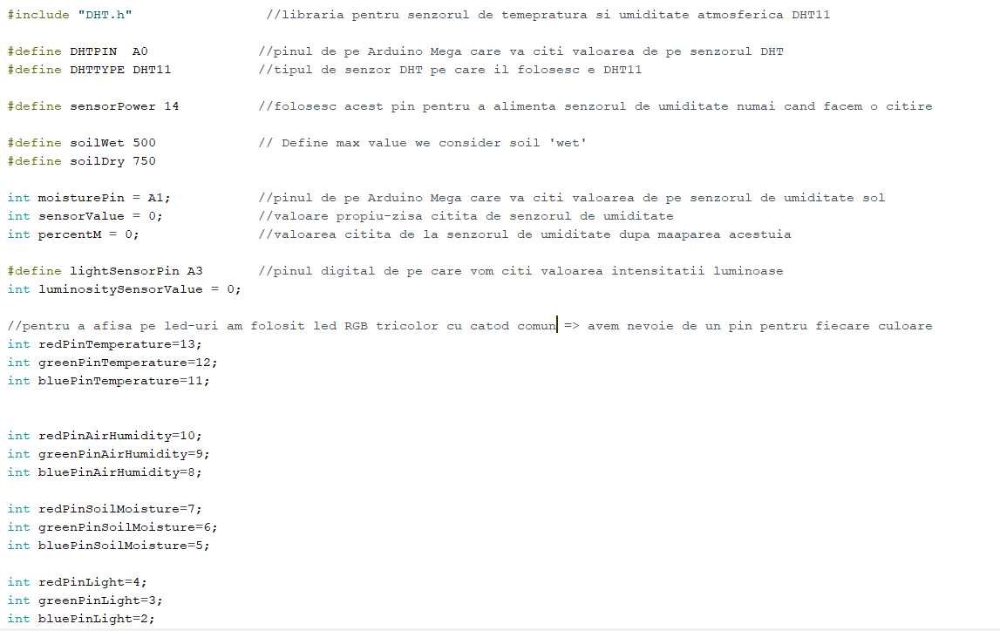 #include "DHT.h" //libraria pentru senzorul de temepratura si umiditate atmosferica DHT11
#define DHTPIN A0 //pinul de pe Arduino Mega care va citi valoarea de pe senzorul DHT
#define DHTTYPE DHT11 //tipul de senzor DHT pe care il folosesc e DHT11
#define sensorPower 14 //folosesc acest pin pentru a alimenta senzorul de umiditate numai cand facem o citire
#define soilWet 500 // Define max value we consider soil 'wet'
#define soilDry 750
int moisturePin = A1; //pinul de pe Arduino Mega care va citi valoarea de pe senzorul de umiditate sol
int sensorValue = 0; //valoare propiu-zisa citita de senzorul de umiditate
int percentM = 0; //valoarea citita de la senzorul de umiditate dupa maaparea acestuia
#define lightSensorPin A3 //pinul digital de pe care vom citi valoarea intensitatii luminoase
int luminositySensorValue = 0;
//pentru a afisa pe led-uri am folosit led RGB tricolor cu catod comun => avem nevoie de un pin pentru fiecare culoare
int redPinTemperature=13;
int greenPinTemperature=12;
int bluePinTemperature=11;
int redPinAirHumidity=10;
int greenPinAirHumidity=9;
int bluePinAirHumidity=8;
int redPinSoilMoisture=7;
int greenPinSoilMoisture=6;
int bluePinSoilMoisture=5;
int redPinLight=4;
int greenPinLight=3;
int bluePinLight=2;